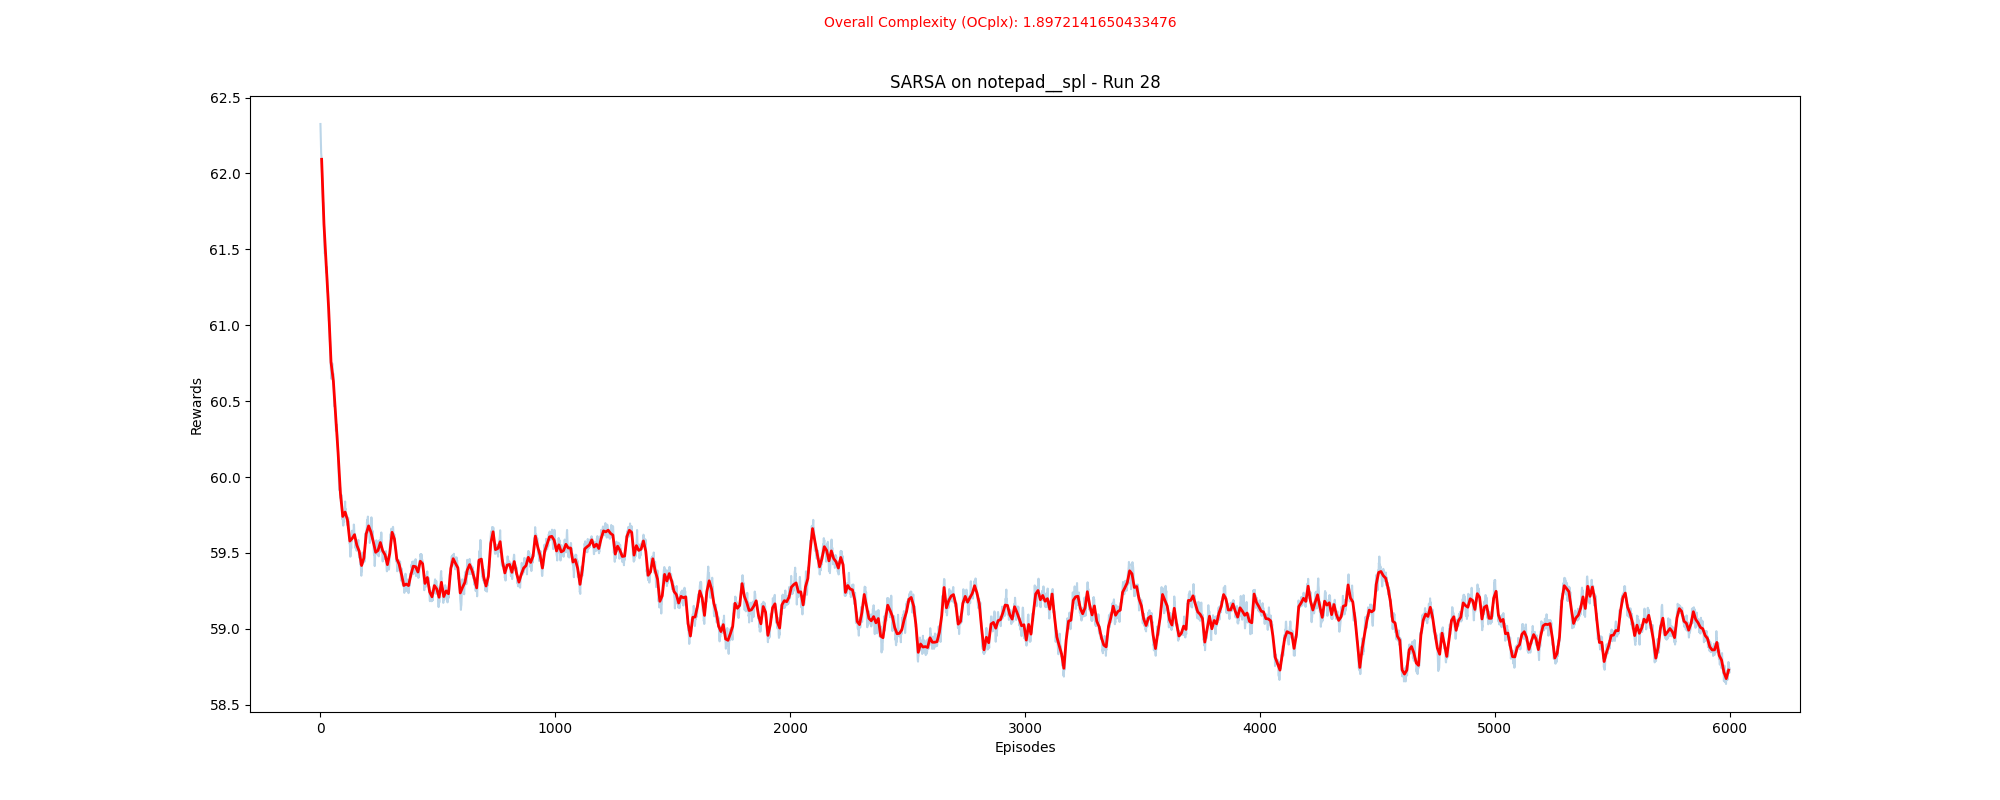 Overall Complexity (OCplx): 1.8972141650433476
SARSA on notepad__spl - Run 28
62.5
62.0
61.5
61.0
60.5
60.0
59.5
59.0
58.5
Rewards
0 1000 2000 3000 4000 5000 6000
Episodes